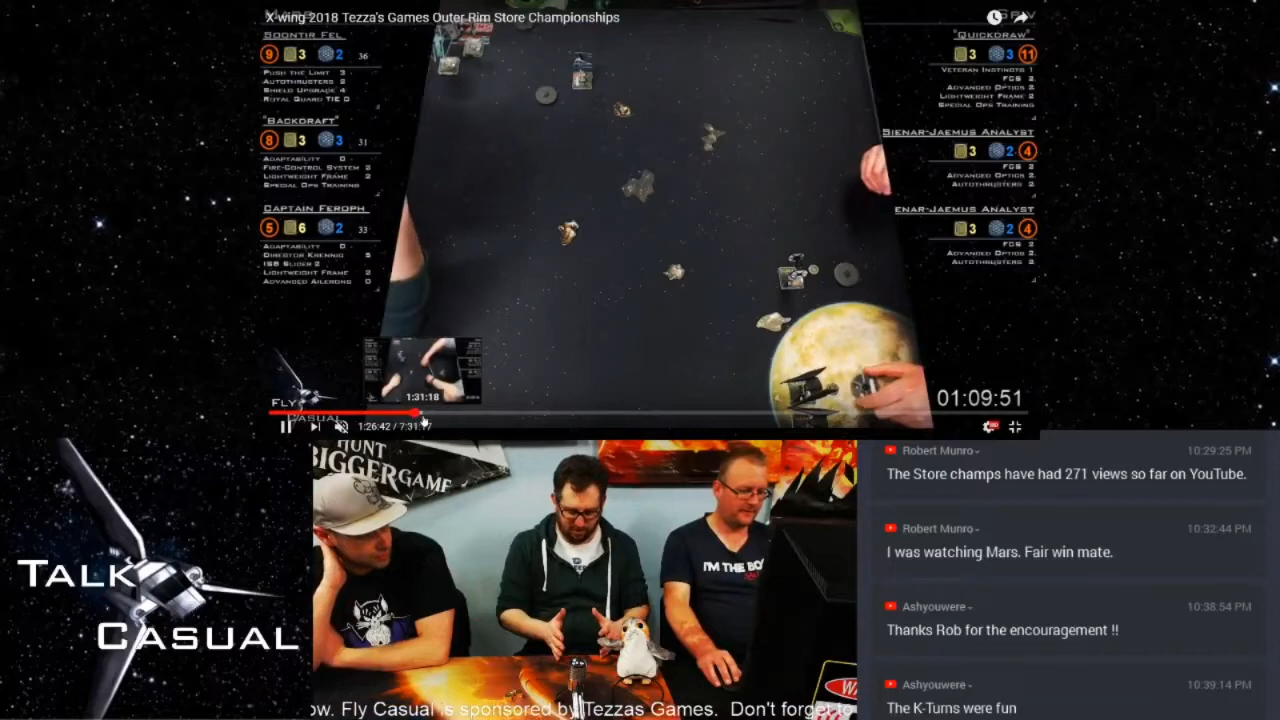 X-wing 2018 Tezza's Games Outer Rim Store Championships
Soontir Fel
9 3 2 36
Push the Limit 3
Autothrusters 2
Shield Upgrade 4
Royal Guard TIE 0
"Backdraft"
8 3 3 31
Adaptability 0
Fire-Control System 2
Lightweight Frame 2
Special Ops Training
Captain Feroph
5 6 2 33
Adaptability 0
Director Krennic 5
ISB Slicer 2
Lightweight Frame 2
Advanced Ailerons 0
"Quickdraw"
3 3 11
Veteran Instincts 1
FCS 2
Advanced Optics 2
Lightweight Frame 2
Special Ops Training
Sienar-Jaemus Analyst
3 2 4
FCS 2
Advanced Optics 2
Autothrusters 2
enar-Jaemus Analyst
3 2 4
FCS 2
Advanced Optics 2
Autothrusters 2
Fly
Casual
1:31:18
1:26:42 / 7:31:17
01:09:51
HUNT
BIGGERGAME
I'M THE BO
Talk
Casual
ow. Fly Casual is sponsored by Tezzas Games. Don't forget to
Robert Munro 10:29:25 PM
The Store champs have had 271 views so far on YouTube.
Robert Munro 10:32:44 PM
I was watching Mars. Fair win mate.
Ashyouwere 10:38:54 PM
Thanks Rob for the encouragement !!
Ashyouwere 10:39:14 PM
The K-Turns were fun